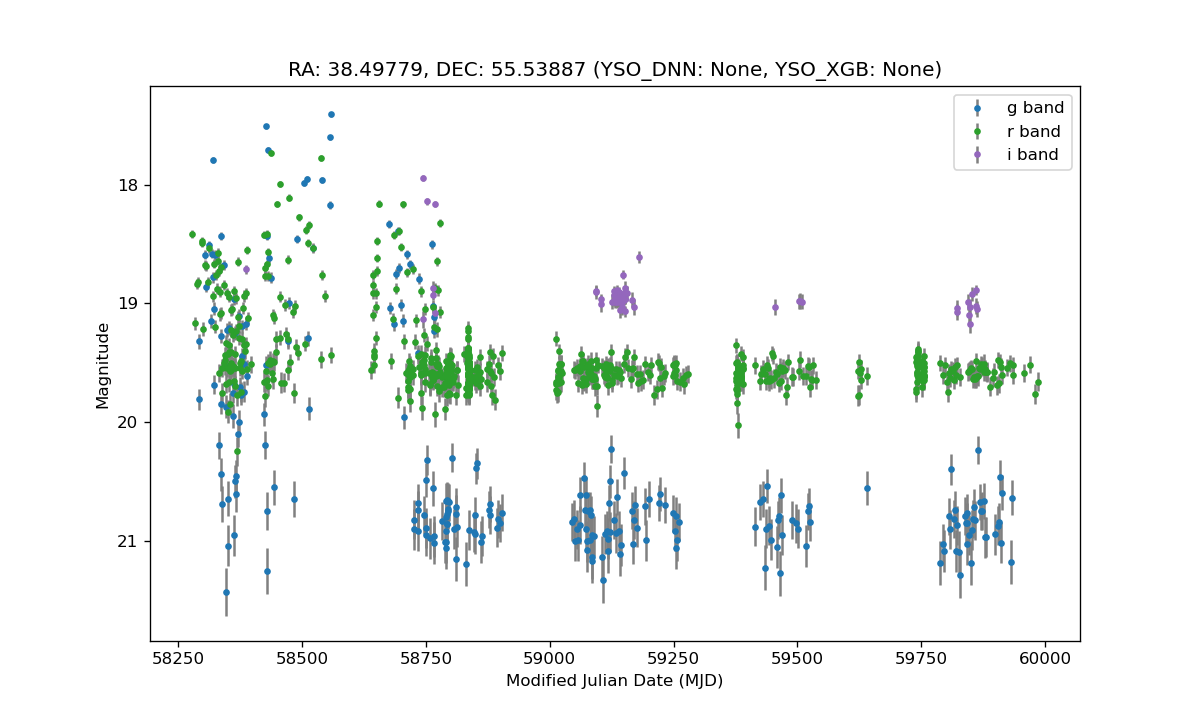 RA: 38.49779, DEC: 55.53887 (YSO_DNN: None, YSO_XGB: None)
g band
r band
i band
18
19
20
21
Magnitude
58250 58500 58750 59000 59250 59500 59750 60000
Modified Julian Date (MJD)